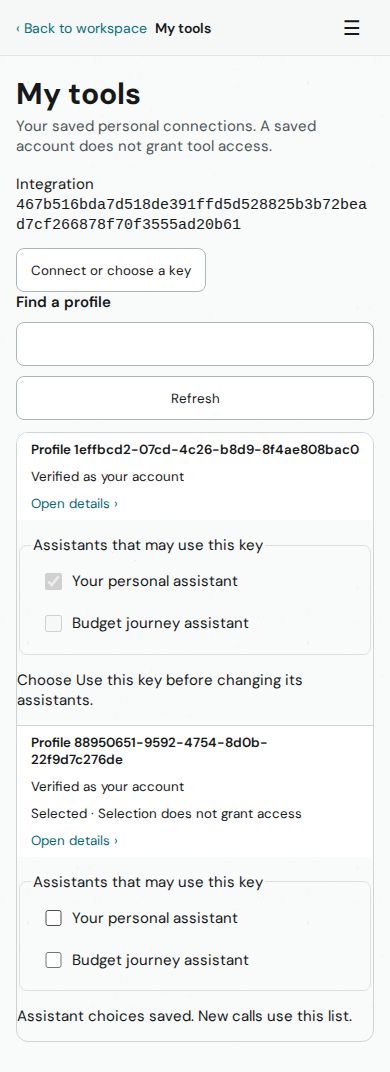 ‹ Back to workspace My tools ☰
My tools
Your saved personal connections. A saved
account does not grant tool access.
Integration
467b516bda7d518de391ffd5d528825b3b72bea
d7cf266878f70f3555ad20b61
Connect or choose a key
Find a profile
Refresh
Profile 1effbcd2-07cd-4c26-b8d9-8f4ae808bac0
Verified as your account
Open details ›
Assistants that may use this key
Your personal assistant
Budget journey assistant
Choose Use this key before changing its
assistants.
Profile 88950651-9592-4754-8d0b-
22f9d7c276de
Verified as your account
Selected · Selection does not grant access
Open details ›
Assistants that may use this key
Your personal assistant
Budget journey assistant
Assistant choices saved. New calls use this list.